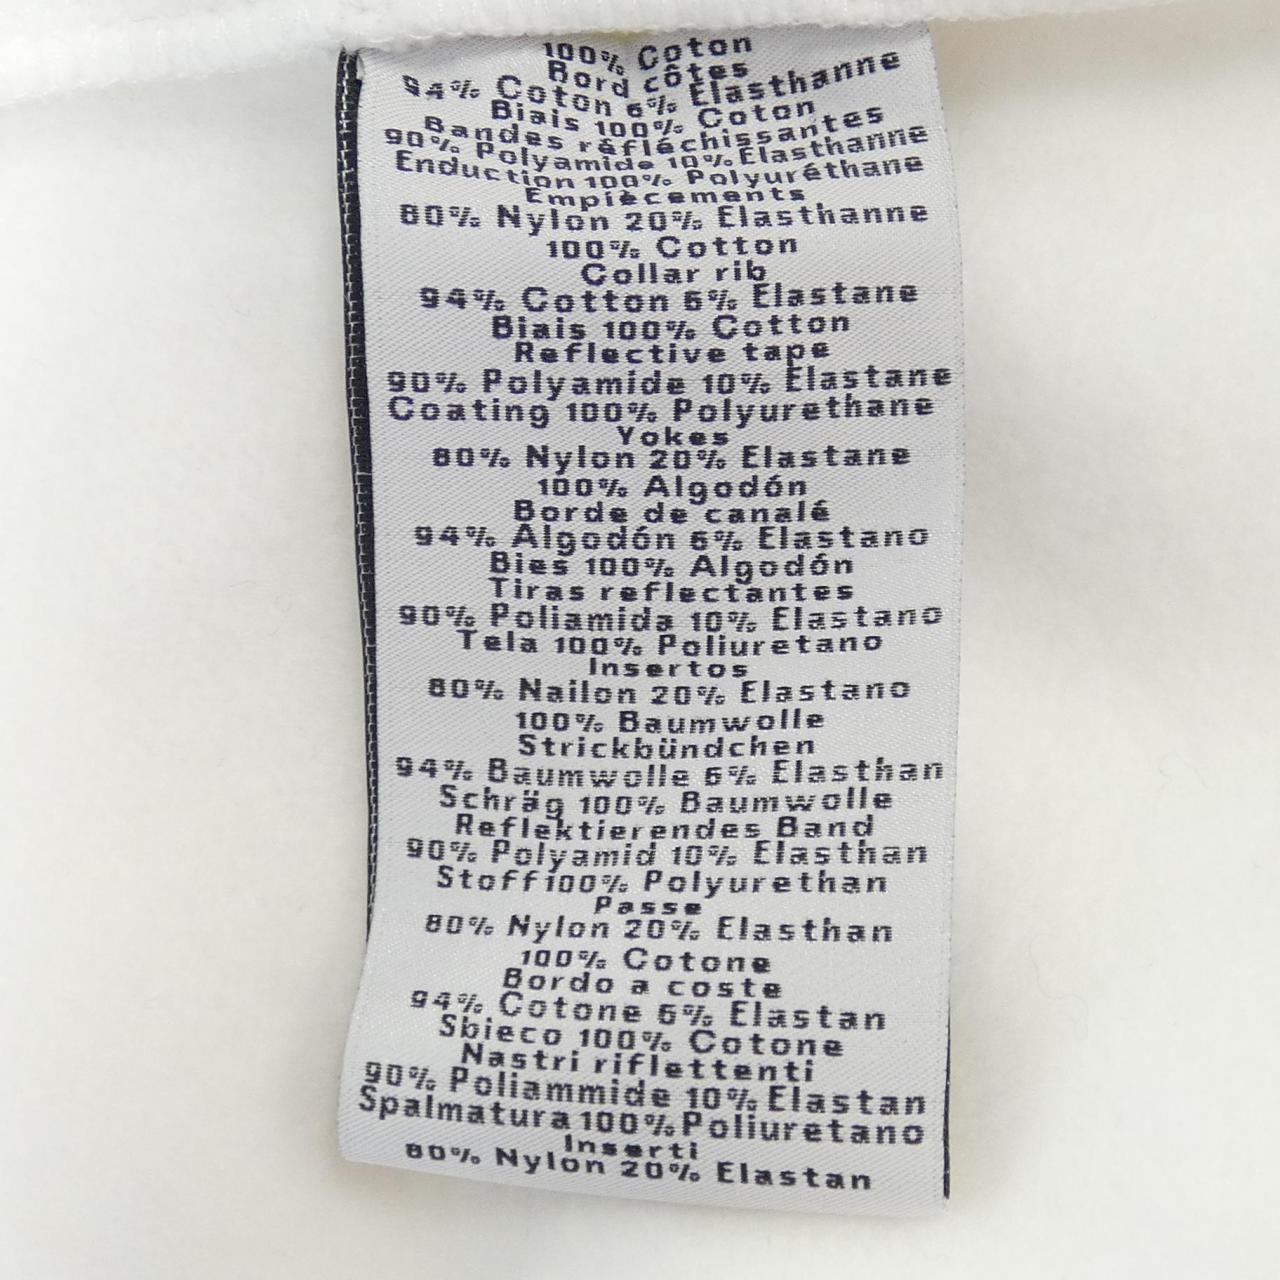 100% Coton
Bord côtes
94% Coton 6% Elasthanne
Biais 100% Coton
Bandes réfléchissantes
90% Polyamide 10% Elasthanne
Enduction 100% Polyuréthane
Empiècements
80% Nylon 20% Elasthanne
100% Cotton
Collar rib
94% Cotton 6% Elastane
Biais 100% Cotton
Reflective tape
90% Polyamide 10% Elastane
Coating 100% Polyurethane
Yokes
80% Nylon 20% Elastane
100% Algodón
Borde de canalé
94% Algodón 6% Elastano
Bies 100% Algodón
Tiras reflectantes
90% Poliamida 10% Elastano
Tela 100% Poliuretano
Insertos
80% Nailon 20% Elastano
100% Baumwolle
Strickbündchen
94% Baumwolle 6% Elasthan
Schräg 100% Baumwolle
Reflektierendes Band
90% Polyamid 10% Elasthan
Stoff100% Polyurethan
Passe
80% Nylon 20% Elasthan
100% Cotone
Bordo a coste
94% Cotone 6% Elastan
Sbieco 100% Cotone
Nastri riflettenti
90% Poliammide 10% Elastan
Spalmatura 100% Poliuretano
Inserti
80% Nylon 20% Elastan